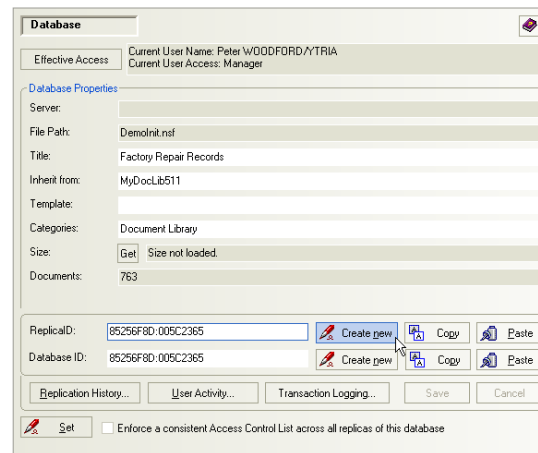 Database
Effective Access
Current User Name: Peter WOODFORD/YTRIA
Current User Access: Manager
Database Properties
Server:
File Path: DemoInit.nsf
Title: Factory Repair Records
Inherit from: MyDocLib511
Template:
Categories: Document Library
Size: Get Size not loaded.
Documents: 763
ReplicaID: 85256F8D:005C2365 Create new Copy Paste
Database ID: 85256F8D:005C2365 Create new Copy Paste
Replication History... User Activity... Transaction Logging... Save Cancel
Set Enforce a consistent Access Control List across all replicas of this database